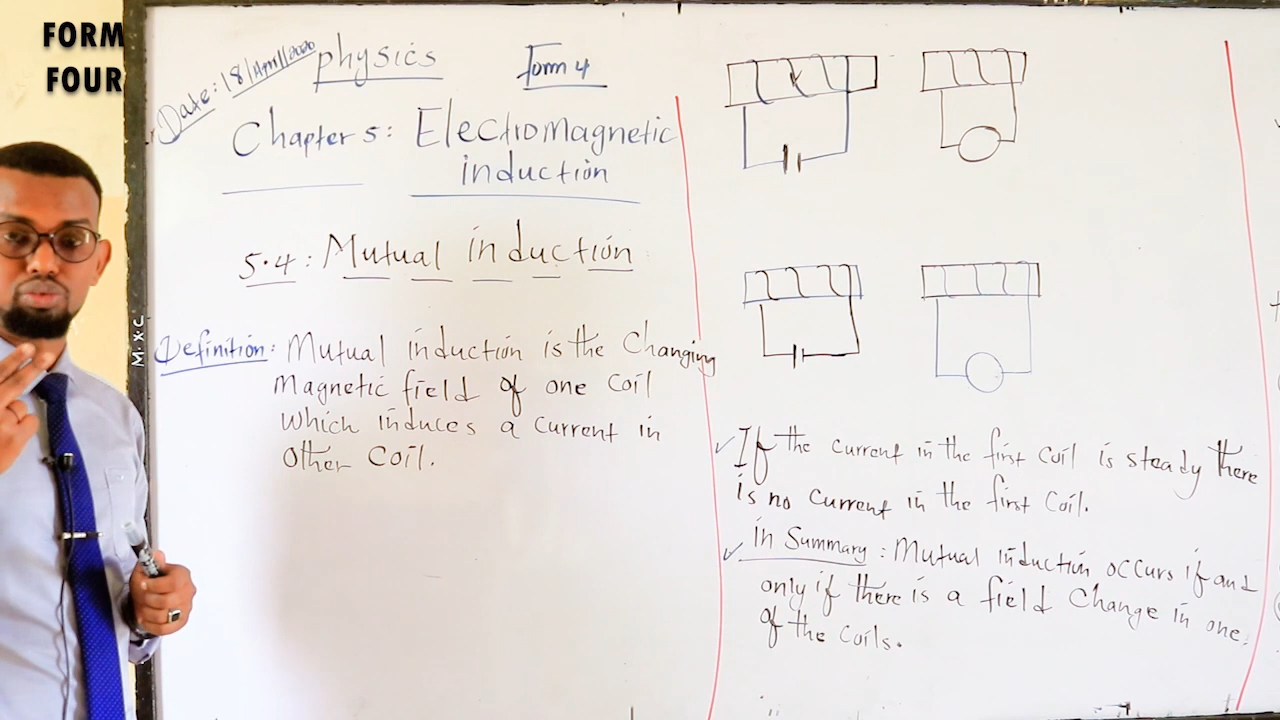 FORM
FOUR
Date: 18/April/2020
physics
Form 4
Chapter 5: Electromagnetic
induction
5.4: Mutual induction
Definition: Mutual induction is the Changing
magnetic field of one coil
which induces a current in
other coil.
M.X.C
If the current in the first coil is steady there
is no current in the first coil.
in Summary: Mutual induction occurs if and
only if there is a field change in one
of the coils.